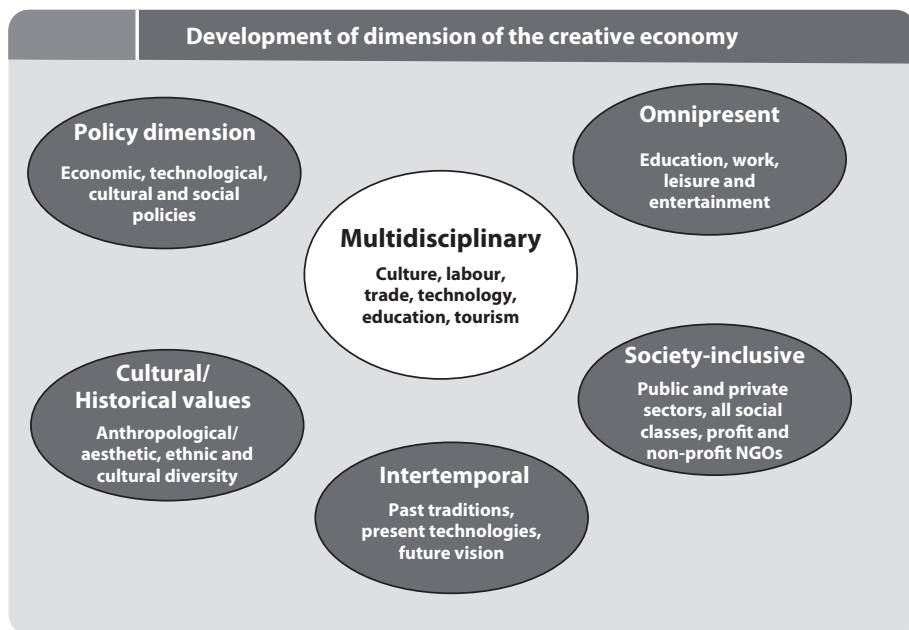 Development of dimension of the creative economy
Policy dimension
Economic, technological,
cultural and social
policies
Omnipresent
Education, work,
leisure and
entertainment
Multidisciplinary
Culture, labour,
trade, technology,
education, tourism
Cultural/
Historical values
Anthropological/
aesthetic, ethnic and
cultural diversity
Society-inclusive
Public and private
sectors, all social
classes, profit and
non-profit NGOs
Intertemporal
Past traditions,
present technologies,
future vision